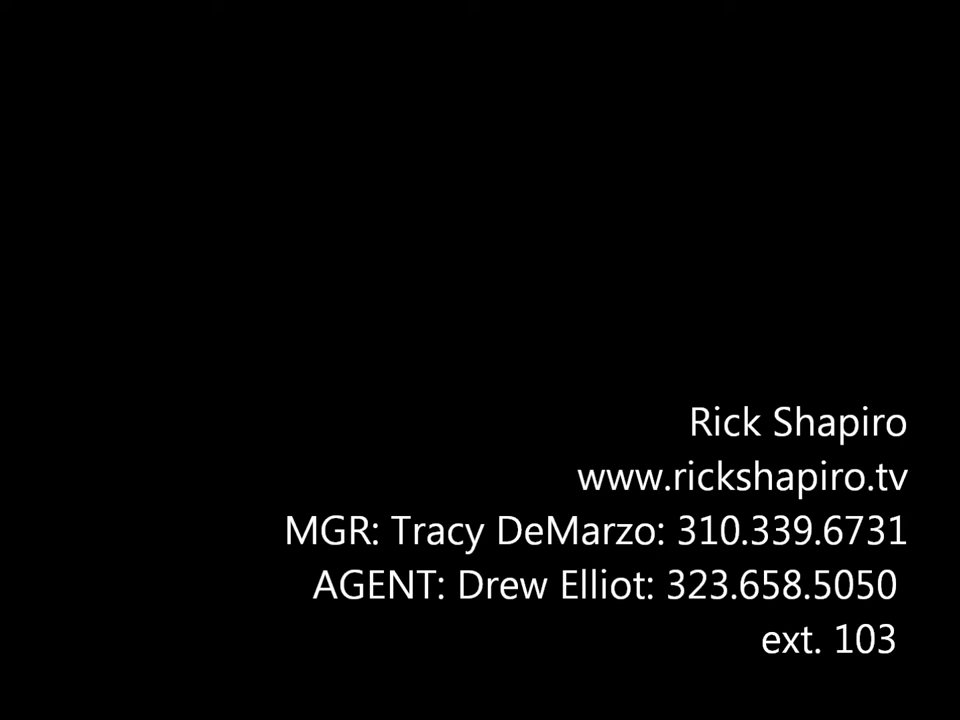 Rick Shapiro
www.rickshapiro.tv
MGR: Tracy DeMarzo: 310.339.6731
AGENT: Drew Elliot: 323.658.5050
ext. 103